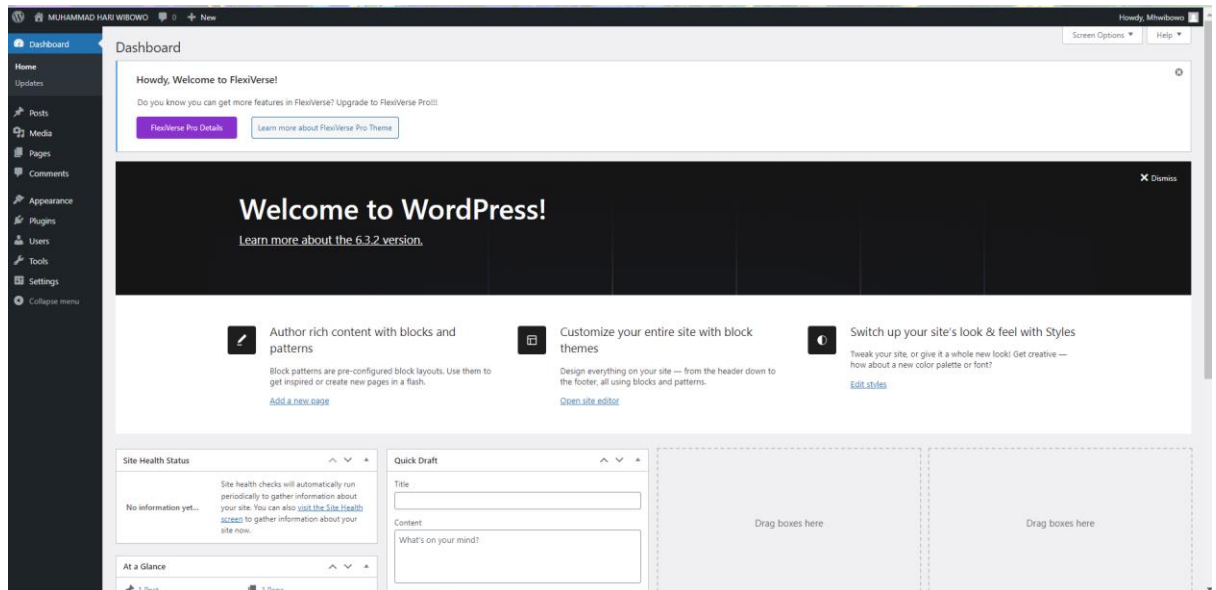 MUHAMMAD HARI WIBOWO 0 + New
Howdy, Mhwibowo
Dashboard
Home
Updates
Posts
Media
Pages
Comments
Appearance
Plugins
Users
Tools
Settings
Collapse menu
Dashboard
Screen Options ▼
Help ▼
Howdy, Welcome to FlexiVerse!
Do you know you can get more features in FlexiVerse? Upgrade to FlexiVerse Pro!!!
FlexiVerse Pro Details
Learn more about FlexiVerse Pro Theme
Dismiss
Welcome to WordPress!
Learn more about the 6.3.2 version.
Author rich content with blocks and
patterns
Block patterns are pre-configured block layouts. Use them to
get inspired or create new pages in a flash.
Add a new page
Customize your entire site with block
themes
Design everything on your site — from the header down to
the footer, all using blocks and patterns.
Open site editor
Switch up your site's look & feel with Styles
Tweak your site, or give it a whole new look! Get creative —
how about a new color palette or font?
Edit styles
Site Health Status
No information yet...
Site health checks will automatically run
periodically to gather information about
your site. You can also visit the Site Health
screen to gather information about your
site now.
At a Glance
1 Post
Quick Draft
Title
Content
What's on your mind?
Drag boxes here
Drag boxes here